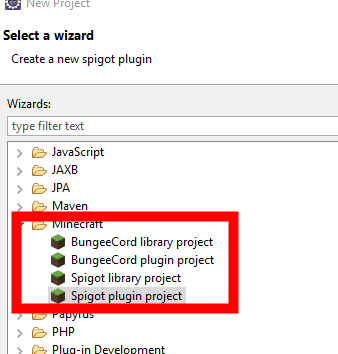 New Project
Select a wizard
Create a new spigot plugin
Wizards:
type filter text
JavaScript
JAXB
JPA
Maven
Minecraft
BungeeCord library project
BungeeCord plugin project
Spigot library project
Spigot plugin project
Papyrus
PHP
Plug-in Development